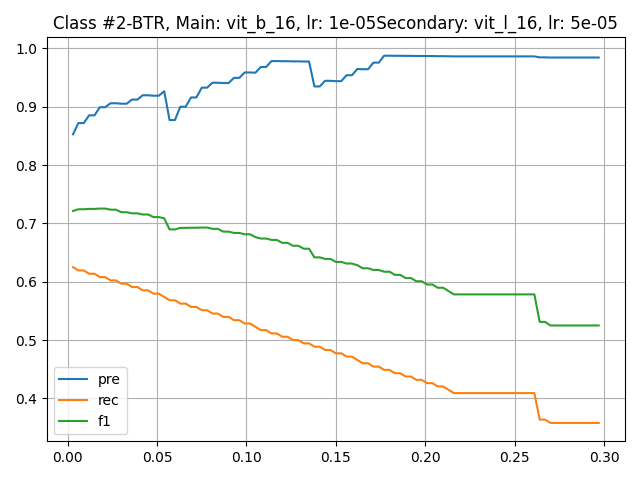 Class #2-BTR, Main: vit_b_16, lr: 1e-05Secondary: vit_l_16, lr: 5e-05
1.0
0.9
0.8
0.7
0.6
0.5
0.4
pre
rec
f1
0.00 0.05 0.10 0.15 0.20 0.25 0.30